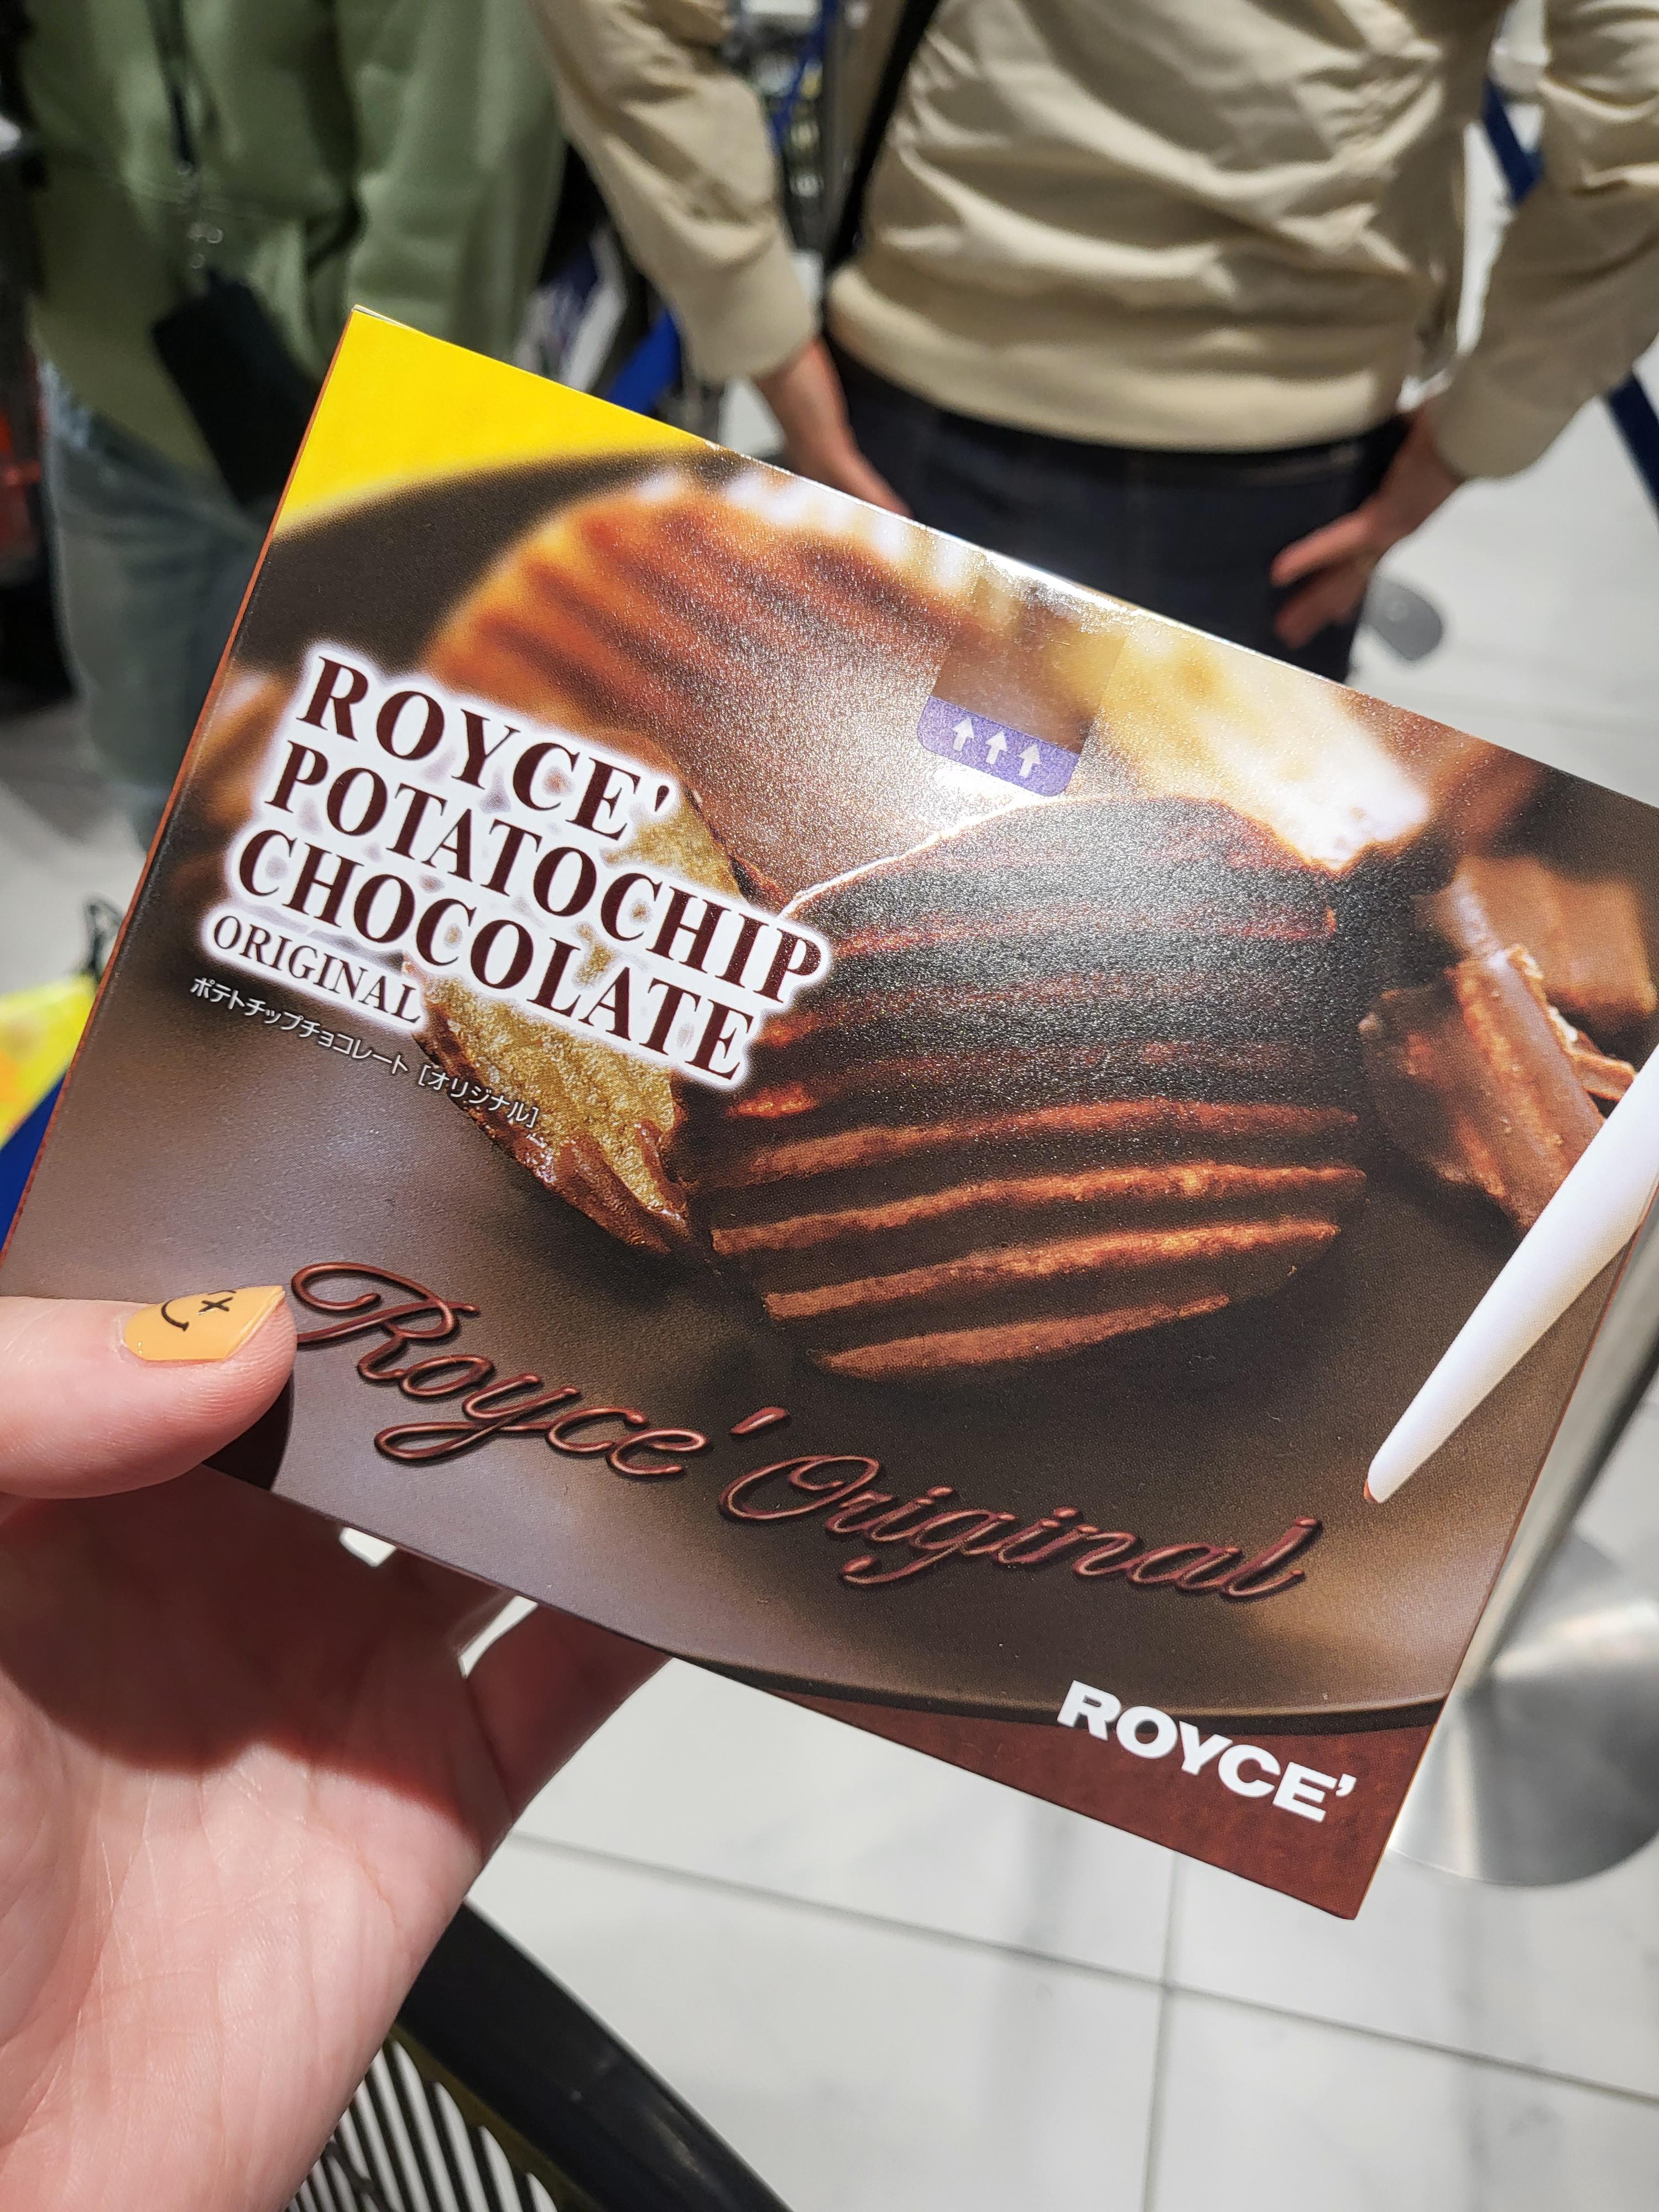 ROYCE'
POTATOCHIP
CHOCOLATE
ORIGINAL
ポテトチップチョコレート［オリジナル］
Royce' Original
ROYCE'